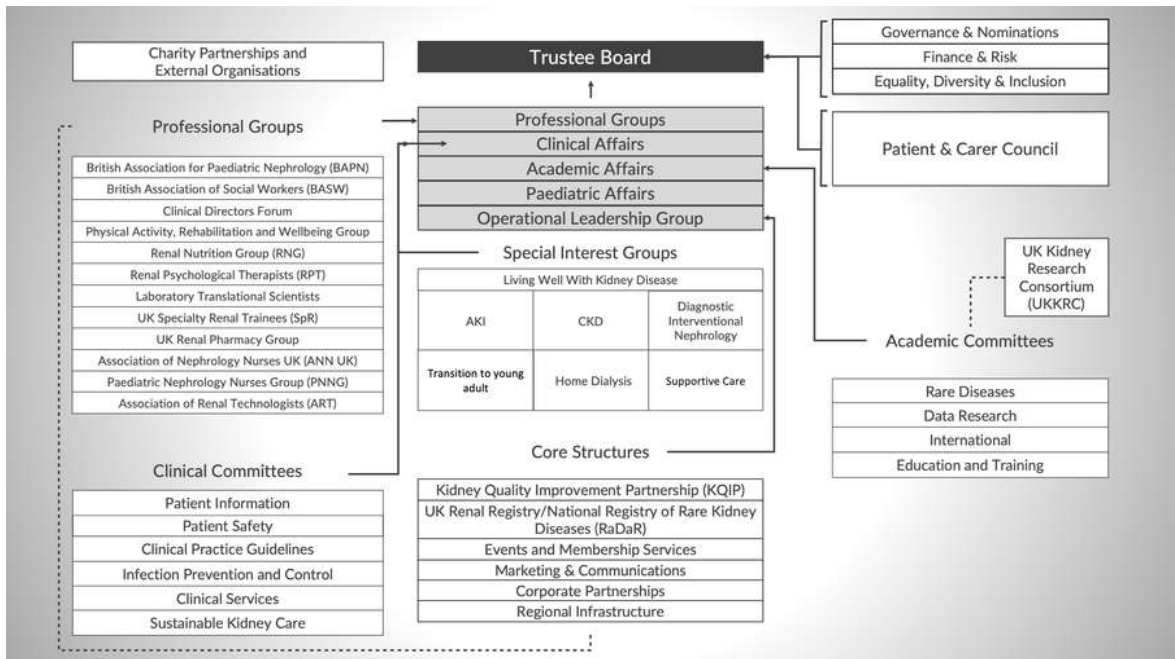 Charity Partnerships and
External Organisations
Trustee Board
Governance & Nominations
Finance & Risk
Equality, Diversity & Inclusion
Patient & Carer Council
Professional Groups
Clinical Affairs
Academic Affairs
Paediatric Affairs
Operational Leadership Group
Professional Groups
British Association for Paediatric Nephrology (BAPN)
British Association of Social Workers (BASW)
Clinical Directors Forum
Physical Activity, Rehabilitation and Wellbeing Group
Renal Nutrition Group (RNG)
Renal Psychological Therapists (RPT)
Laboratory Translational Scientists
UK Specialty Renal Trainees (SpR)
UK Renal Pharmacy Group
Association of Nephrology Nurses UK (ANN UK)
Paediatric Nephrology Nurses Group (PNNG)
Association of Renal Technologists (ART)
Special Interest Groups
Living Well With Kidney Disease
AKI
CKD
Diagnostic
Interventional
Nephrology
Transition to young
adult
Home Dialysis
Supportive Care
UK Kidney
Research
Consortium
(UKKRC)
Academic Committees
Rare Diseases
Data Research
International
Education and Training
Clinical Committees
Patient Information
Patient Safety
Clinical Practice Guidelines
Infection Prevention and Control
Clinical Services
Sustainable Kidney Care
Core Structures
Kidney Quality Improvement Partnership (KQIP)
UK Renal Registry/National Registry of Rare Kidney
Diseases (RaDaR)
Events and Membership Services
Marketing & Communications
Corporate Partnerships
Regional Infrastructure